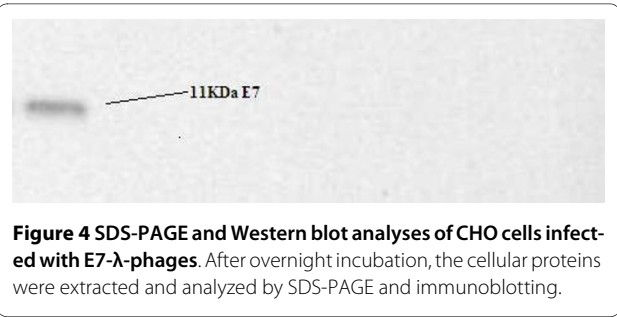 11KDa E7
Figure 4 SDS-PAGE and Western blot analyses of CHO cells infect-
ed with E7-λ-phages. After overnight incubation, the cellular proteins
were extracted and analyzed by SDS-PAGE and immunoblotting.